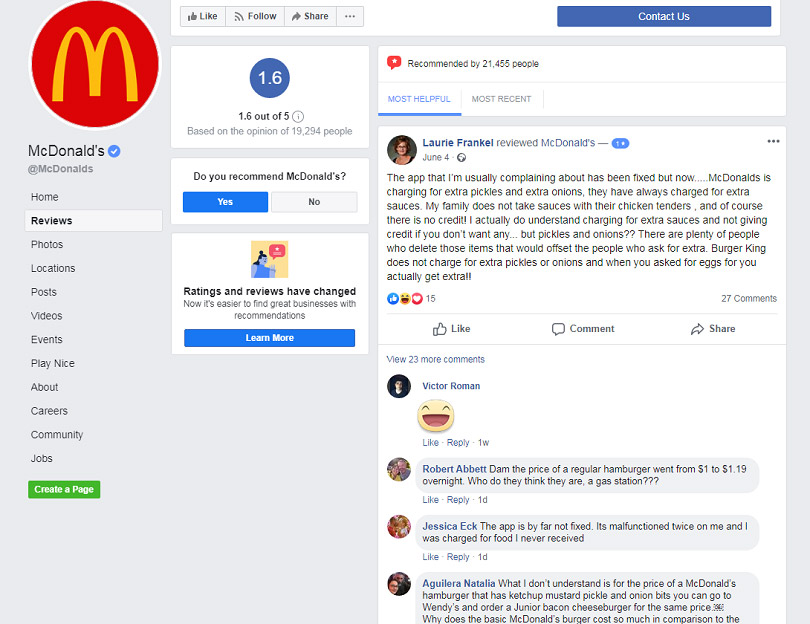 Like
Follow
Share
Contact Us
McDonald's
@McDonalds
Home
Reviews
Photos
Locations
Posts
Videos
Events
Play Nice
About
Careers
Community
Jobs
Create a Page
1.6
1.6 out of 5
Based on the opinion of 19,294 people
Do you recommend McDonald's?
Yes
No
Ratings and reviews have changed
Now it's easier to find great businesses with
recommendations
Learn More
Recommended by 21,455 people
MOST HELPFUL
MOST RECENT
Laurie Frankel reviewed McDonald's — 1★
June 4 ·
The app that I'm usually complaining about has been fixed but now.....McDonalds is
charging for extra pickles and extra onions, they have always charged for extra
sauces. My family does not take sauces with their chicken tenders , and of course
there is no credit! I actually do understand charging for extra sauces and not giving
credit if you don't want any... but pickles and onions?? There are plenty of people
who delete those items that would offset the people who ask for extra. Burger King
does not charge for extra pickles or onions and when you asked for eggs for you
actually get extra!!
15
27 Comments
Like
Comment
Share
View 23 more comments
Victor Roman
Like · Reply · 1w
Robert Abbett Dam the price of a regular hamburger went from $1 to $1.19
overnight. Who do they think they are, a gas station???
Like · Reply · 1d
Jessica Eck The app is by far not fixed. Its malfunctioned twice on me and I
was charged for food I never received
Like · Reply · 1d
Aguilera Natalia What I don't understand is for the price of a McDonald's
hamburger that has ketchup mustard pickle and onion bits you can go to
Wendy's and order a Junior bacon cheeseburger for the same price.
Why does the basic McDonald's burger cost so much in comparison to the